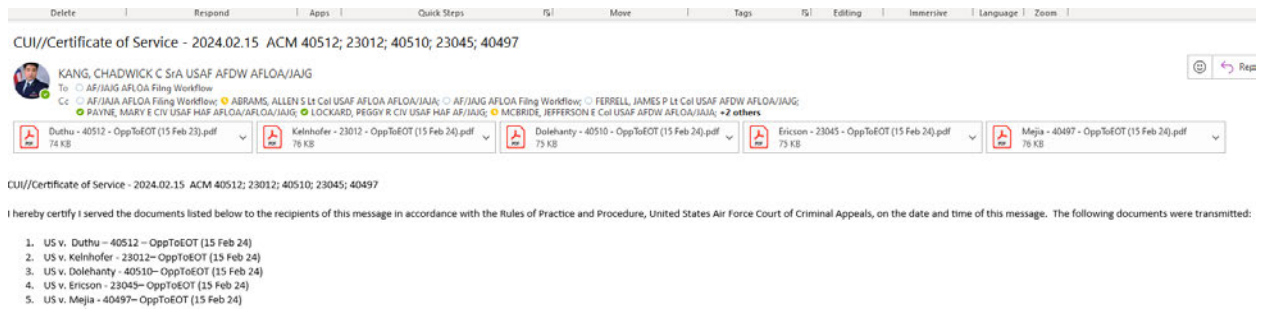 Delete Respond Apps Quick Steps Move Tags Editing Immersive Language Zoom
CUI//Certificate of Service - 2024.02.15 ACM 40512; 23012; 40510; 23045; 40497
KANG, CHADWICK C SrA USAF AFDW AFLOA/JAJG
To AF/JAJG AFLOA Filng Workflow
Cc AF/JAJA AFLOA Filing Workflow; ABRAMS, ALLEN S Lt Col USAF AFLOA AFLOA/JAJA; AF/JAJG AFLOA Filng Workflow; FERRELL, JAMES P Lt Col USAF AFDW AFLOA/JAJG;
PAYNE, MARY E CIV USAF HAF AFLOA/AFLOA/JAJG; LOCKARD, PEGGY R CIV USAF HAF AF/JAJG; MCBRIDE, JEFFERSON E Col USAF AFDW AFLOA/JAJA; +2 others
Duthu - 40512 - OppToEOT (15 Feb 23).pdf
74 KB
Kelnhofer - 23012 - OppToEOT (15 Feb 24).pdf
76 KB
Dolehanty - 40510 - OppToEOT (15 Feb 24).pdf
75 KB
Ericson - 23045 - OppToEOT (15 Feb 24).pdf
75 KB
Mejia - 40497 - OppToEOT (15 Feb 24).pdf
76 KB
CUI//Certificate of Service - 2024.02.15 ACM 40512; 23012; 40510; 23045; 40497
I hereby certify I served the documents listed below to the recipients of this message in accordance with the Rules of Practice and Procedure, United States Air Force Court of Criminal Appeals, on the date and time of this message. The following documents were transmitted:
1. US v. Duthu – 40512 – OppToEOT (15 Feb 24)
2. US v. Kelnhofer - 23012– OppToEOT (15 Feb 24)
3. US v. Dolehanty - 40510– OppToEOT (15 Feb 24)
4. US v. Ericson - 23045– OppToEOT (15 Feb 24)
5. US v. Mejia - 40497– OppToEOT (15 Feb 24)